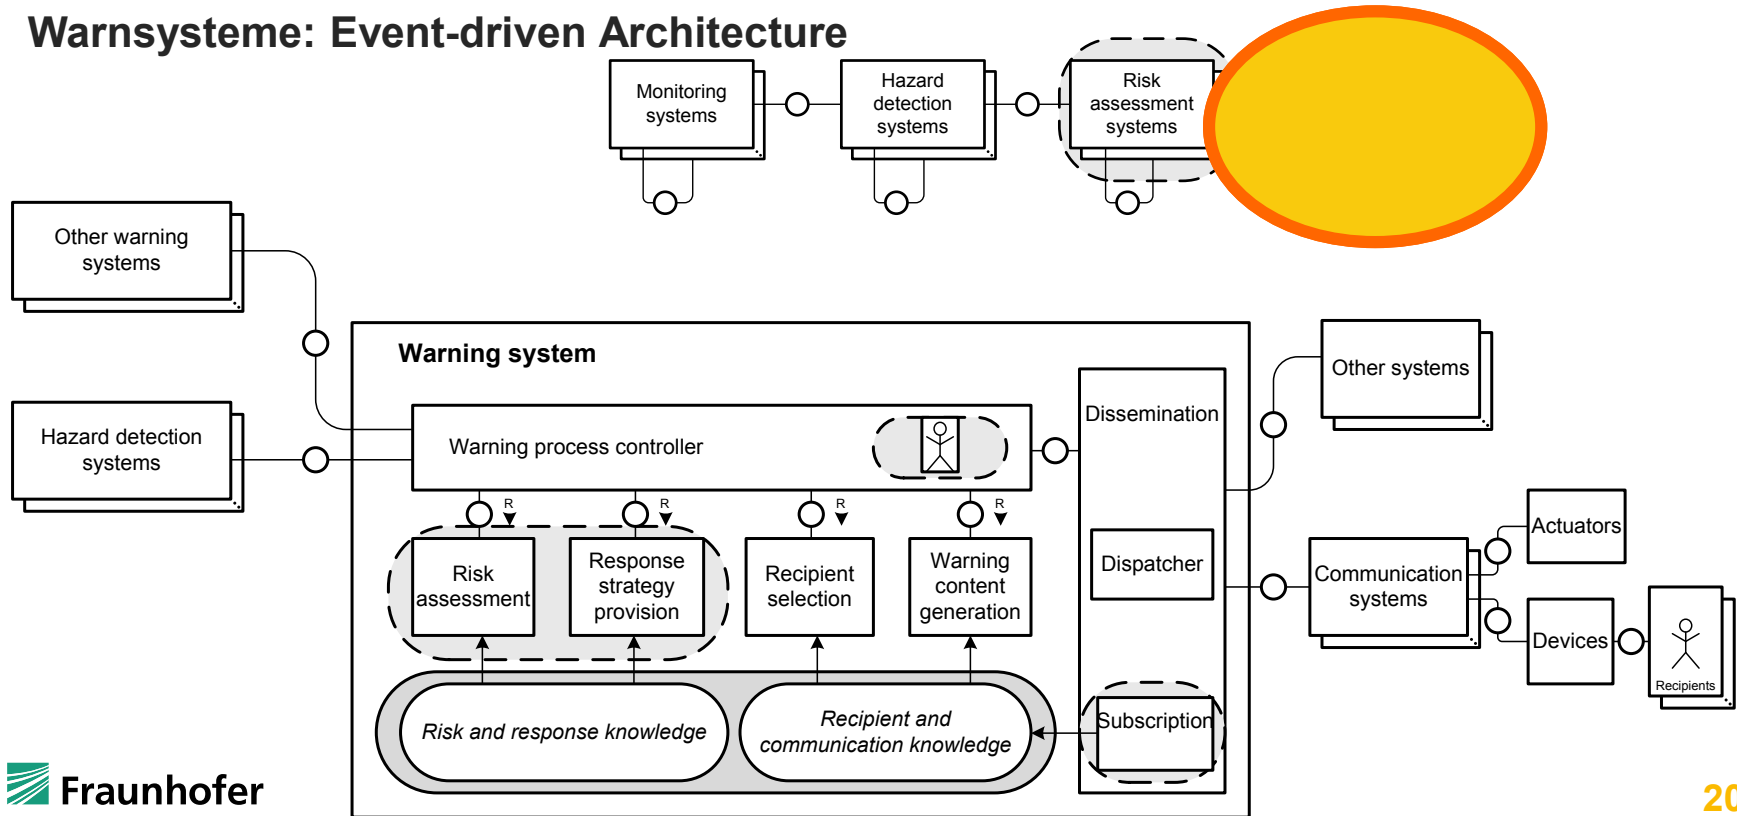 Warnsysteme: Event-driven Architecture
Monitoring
systems
Hazard
detection
systems
Risk
assessment
systems
Other warning
systems
Hazard detection
systems
Warning system
Warning process controller
R
R
R
R
Risk
assessment
Response
strategy
provision
Recipient
selection
Warning
content
generation
Risk and response knowledge
Recipient and
communication knowledge
Dissemination
Dispatcher
Subscription
Other systems
Communication
systems
Actuators
Devices
Recipients
Fraunhofer
20